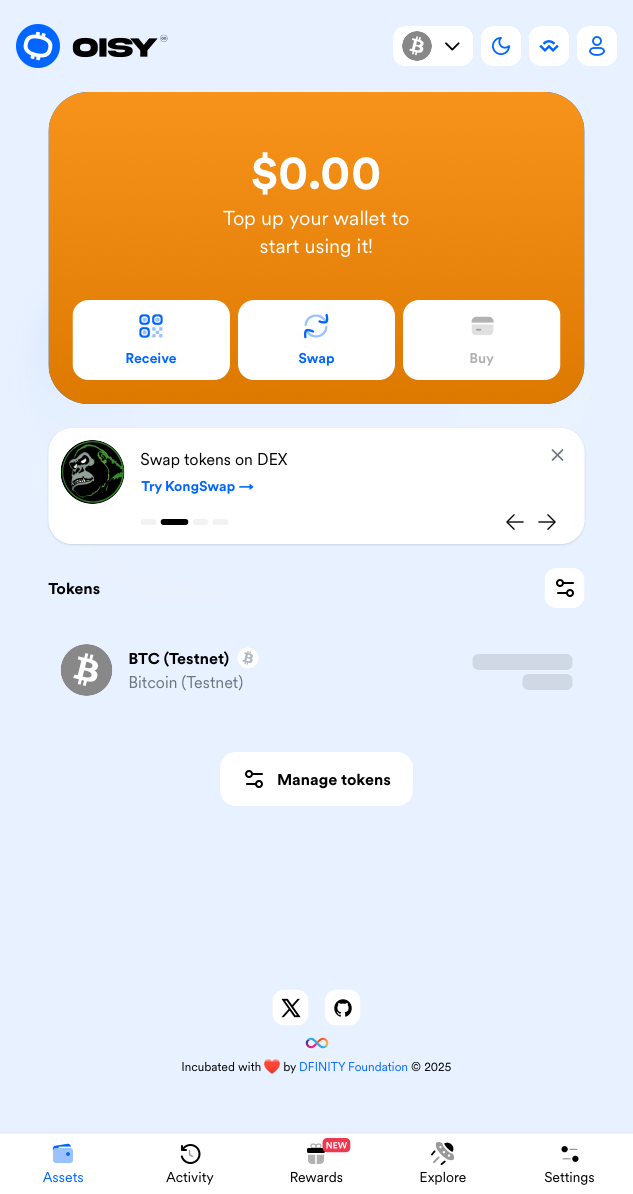 OISY
$0.00
Top up your wallet to
start using it!
Receive
Swap
Buy
Swap tokens on DEX
Try KongSwap →
Tokens
BTC (Testnet)
Bitcoin (Testnet)
Manage tokens
Incubated with ❤️ by DFINITY Foundation © 2025
NEW
Assets
Activity
Rewards
Explore
Settings